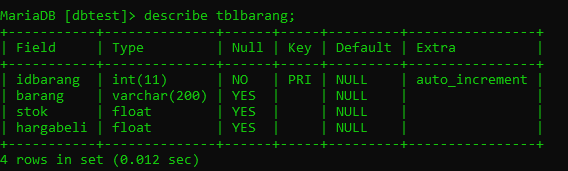 MariaDB [dbtest]> describe tblbarang;
+-----------+--------------+------+-----+---------+----------------+
| Field     | Type         | Null | Key | Default | Extra          |
+-----------+--------------+------+-----+---------+----------------+
| idbarang  | int(11)      | NO   | PRI | NULL    | auto_increment |
| barang    | varchar(200) | YES  |     | NULL    |                |
| stok      | float        | YES  |     | NULL    |                |
| hargabeli | float        | YES  |     | NULL    |                |
+-----------+--------------+------+-----+---------+----------------+
4 rows in set (0.012 sec)